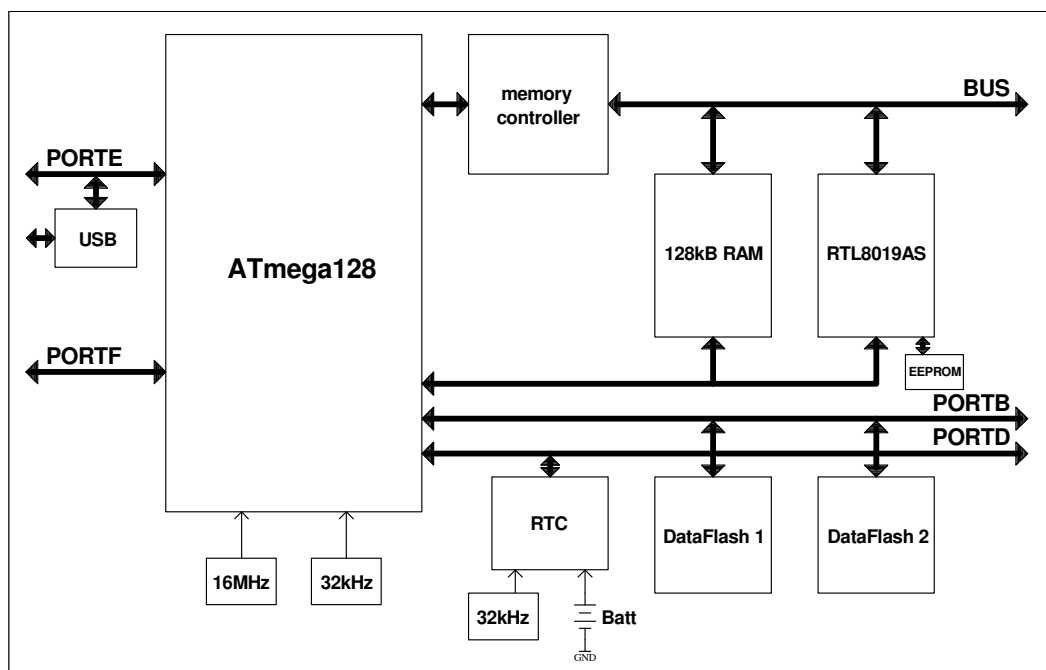 memory
controller
BUS
PORTE
USB
ATmega128
128kB RAM
RTL8019AS
PORTF
EEPROM
PORTB
PORTD
RTC
DataFlash 1
DataFlash 2
16MHz
32kHz
32kHz
Batt
GND